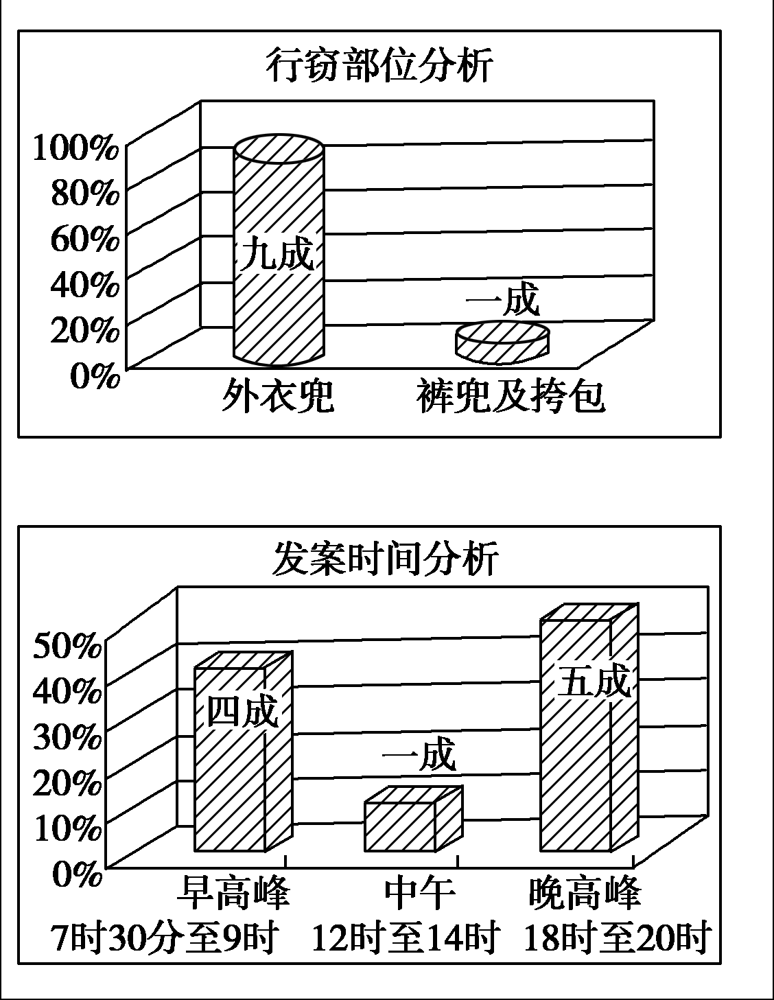 行窃部位分析
100%
80%
60%
40%
20%
0%
九成
一成
外衣兜 裤兜及挎包
发案时间分析
50%
40%
30%
20%
10%
0%
四成
一成
五成
早高峰 中午 晚高峰
7时30分至9时 12时至14时 18时至20时